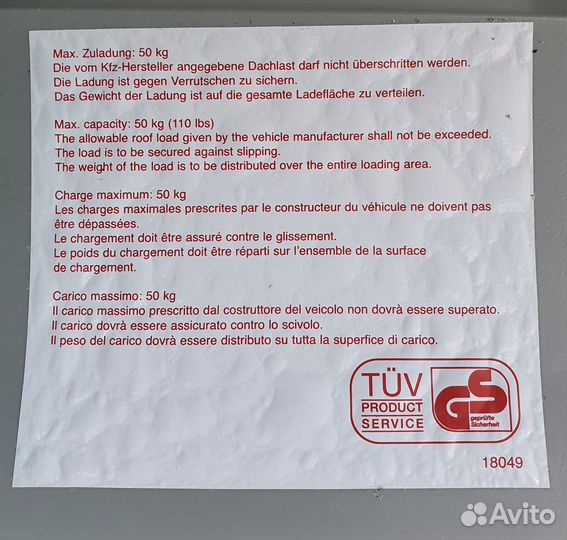 Max. Zuladung: 50 kg
Die vom Kfz-Hersteller angegebene Dachlast darf nicht überschritten werden.
Die Ladung ist gegen Verrutschen zu sichern.
Das Gewicht der Ladung ist auf die gesamte Ladefläche zu verteilen.
Max. capacity: 50 kg (110 lbs)
The allowable roof load given by the vehicle manufacturer shall not be exceeded.
The load is to be secured against slipping.
The weight of the load is to be distributed over the entire loading area.
Charge maximum: 50 kg
Les charges maximales prescrites par le constructeur du véhicule ne doivent pas
être dépassées.
Le chargement doit être assuré contre le glissement.
Le poids du chargement doit être réparti sur l'ensemble de la surface
de chargement.
Carico massimo: 50 kg
Il carico massimo prescritto dal costruttore del veicolo non dovrà essere superato.
Il carico dovrà essere assicurato contro lo scivolo.
Il peso del carico dovrà essere distributo su tutta la superfice di carico.
TÜV
PRODUCT
SERVICE
GS
geprüfte
Sicherheit
18049
Avito